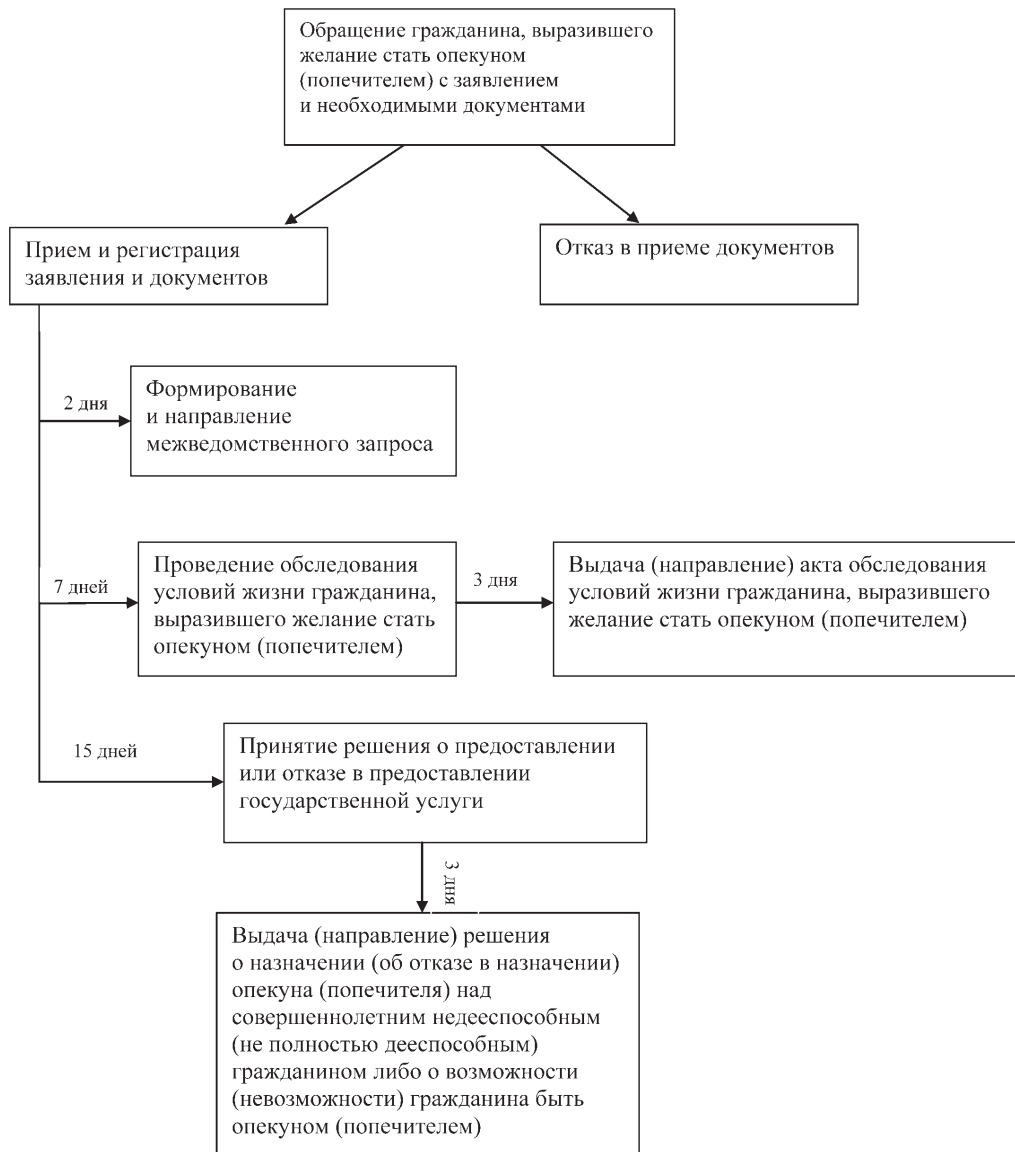 Обращение гражданина, выразившего
желание стать опекуном
(попечителем) с заявлением
и необходимыми документами
Прием и регистрация
заявления и документов
Отказ в приеме документов
2 дня
Формирование
и направление
межведомственного запроса
7 дней
Проведение обследования
условий жизни гражданина,
выразившего желание стать
опекуном (попечителем)
3 дня
Выдача (направление) акта обследования
условий жизни гражданина, выразившего
желание стать опекуном (попечителем)
15 дней
Принятие решения о предоставлении
или отказе в предоставлении
государственной услуги
3 дня
Выдача (направление) решения
о назначении (об отказе в назначении)
опекуна (попечителя) над
совершеннолетним недееспособным
(не полностью дееспособным)
гражданином либо о возможности
(невозможности) гражданина быть
опекуном (попечителем)